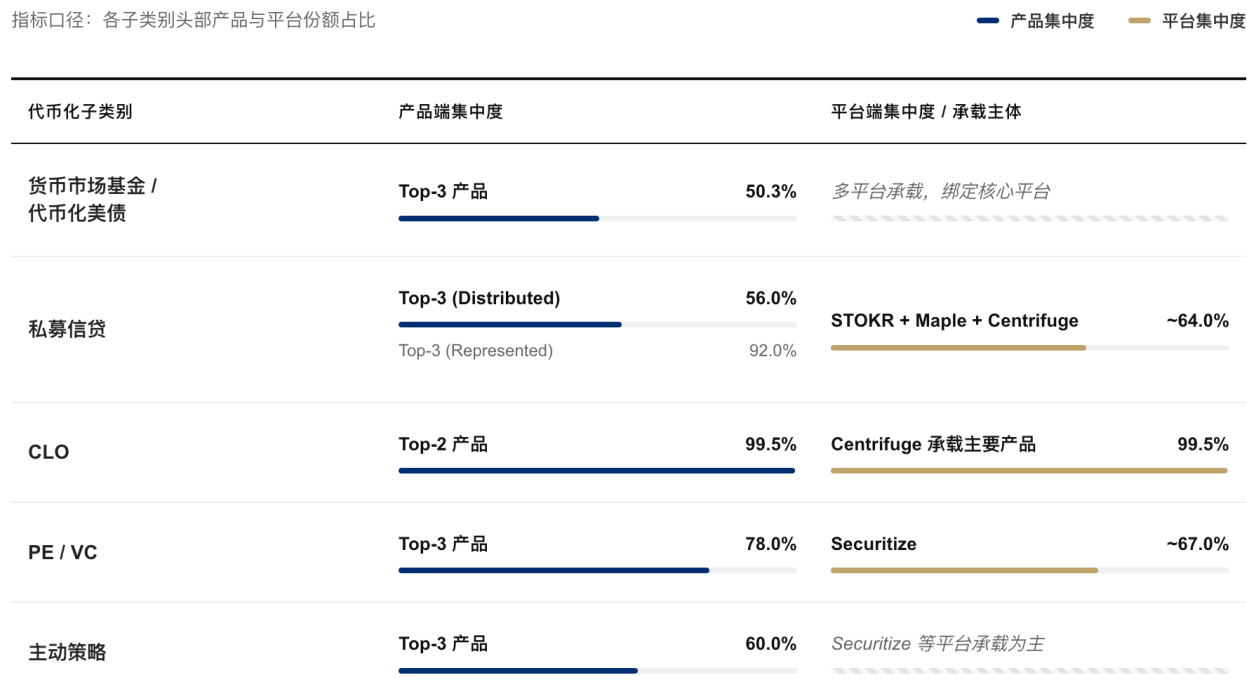 指标口径：各子类别头部产品与平台份额占比
产品集中度
平台集中度
代币化子类别
产品端集中度
平台端集中度 / 承载主体
货币市场基金 /
代币化美债
Top-3 产品
50.3%
多平台承载，绑定核心平台
私募信贷
Top-3 (Distributed)
56.0%
Top-3 (Represented)
92.0%
STOKR + Maple + Centrifuge
~64.0%
CLO
Top-2 产品
99.5%
Centrifuge 承载主要产品
99.5%
PE / VC
Top-3 产品
78.0%
Securitize
~67.0%
主动策略
Top-3 产品
60.0%
Securitize 等平台承载为主